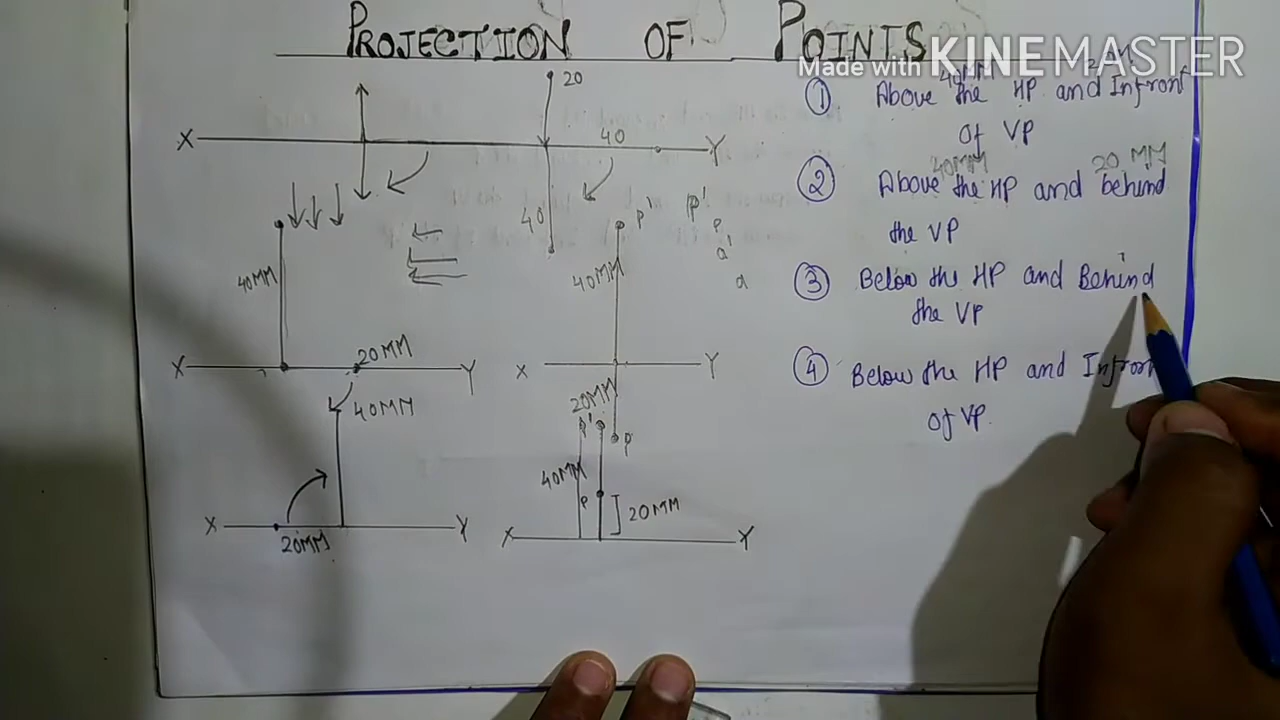 PROJECTION OF POINTS
Made with KINEMASTER
20
X 40 Y
40
40MM
X 20MM Y
40MM
X 20MM Y
p'
40MM
X Y
20MM
p
p'
40MM
p 20MM
X Y
p'
p
a'
a
40MM
① Above the HP and Infront
Of VP
40MM 20 MM
② Above the HP and behind
the VP
③ Below the HP and Behind
the VP
④ Below the HP and Infront
Of VP.